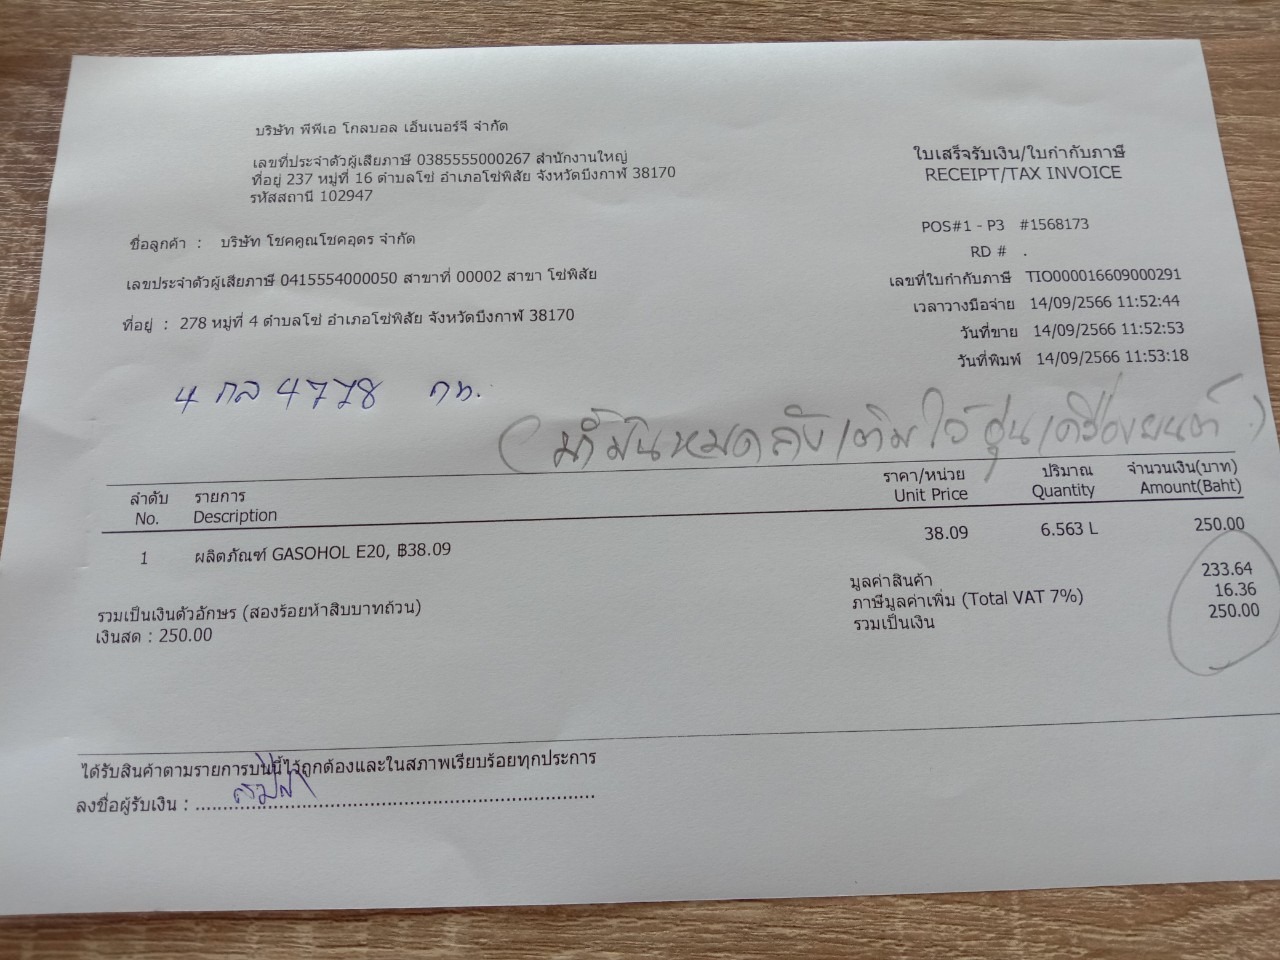 บริษัท พีพีเอ โกลบอล เอ็นเนอร์จี จำกัด
เลขที่ประจำตัวผู้เสียภาษี 0385555000267 สำนักงานใหญ่
ที่อยู่ 237 หมู่ที่ 16 ตำบลโซ่ อำเภอโซ่พิสัย จังหวัดบึงกาฬ 38170
รหัสสถานี 102947
ใบเสร็จรับเงิน/ใบกำกับภาษี
RECEIPT/TAX INVOICE
ชื่อลูกค้า : บริษัท โชคคูณโชคอุดร จำกัด
เลขประจำตัวผู้เสียภาษี 0415554000050 สาขาที่ 00002 สาขา โซ่พิสัย
ที่อยู่ : 278 หมู่ที่ 4 ตำบลโซ่ อำเภอโซ่พิสัย จังหวัดบึงกาฬ 38170
POS#1 - P3 #1568173
RD # .
เลขที่ใบกำกับภาษี TIO000016609000291
เวลาวางมือจ่าย 14/09/2566 11:52:44
วันที่ขาย 14/09/2566 11:52:53
วันที่พิมพ์ 14/09/2566 11:53:18
4 กล 4778 กท.
(น้ำมันหมดถังเติมใช้อุ่นเครื่องยนต์)
ลำดับ รายการ ราคา/หน่วย ปริมาณ จำนวนเงิน(บาท)
No. Description Unit Price Quantity Amount(Baht)
1 ผลิตภัณฑ์ GASOHOL E20, ฿38.09 38.09 6.563 L 250.00
มูลค่าสินค้า 233.64
ภาษีมูลค่าเพิ่ม (Total VAT 7%) 16.36
รวมเป็นเงิน 250.00
รวมเป็นเงินตัวอักษร (สองร้อยห้าสิบบาทถ้วน)
เงินสด : 250.00
ได้รับสินค้าตามรายการบนนี้ไว้ถูกต้องและในสภาพเรียบร้อยทุกประการ
ลงชื่อผู้รับเงิน : ........................................................................